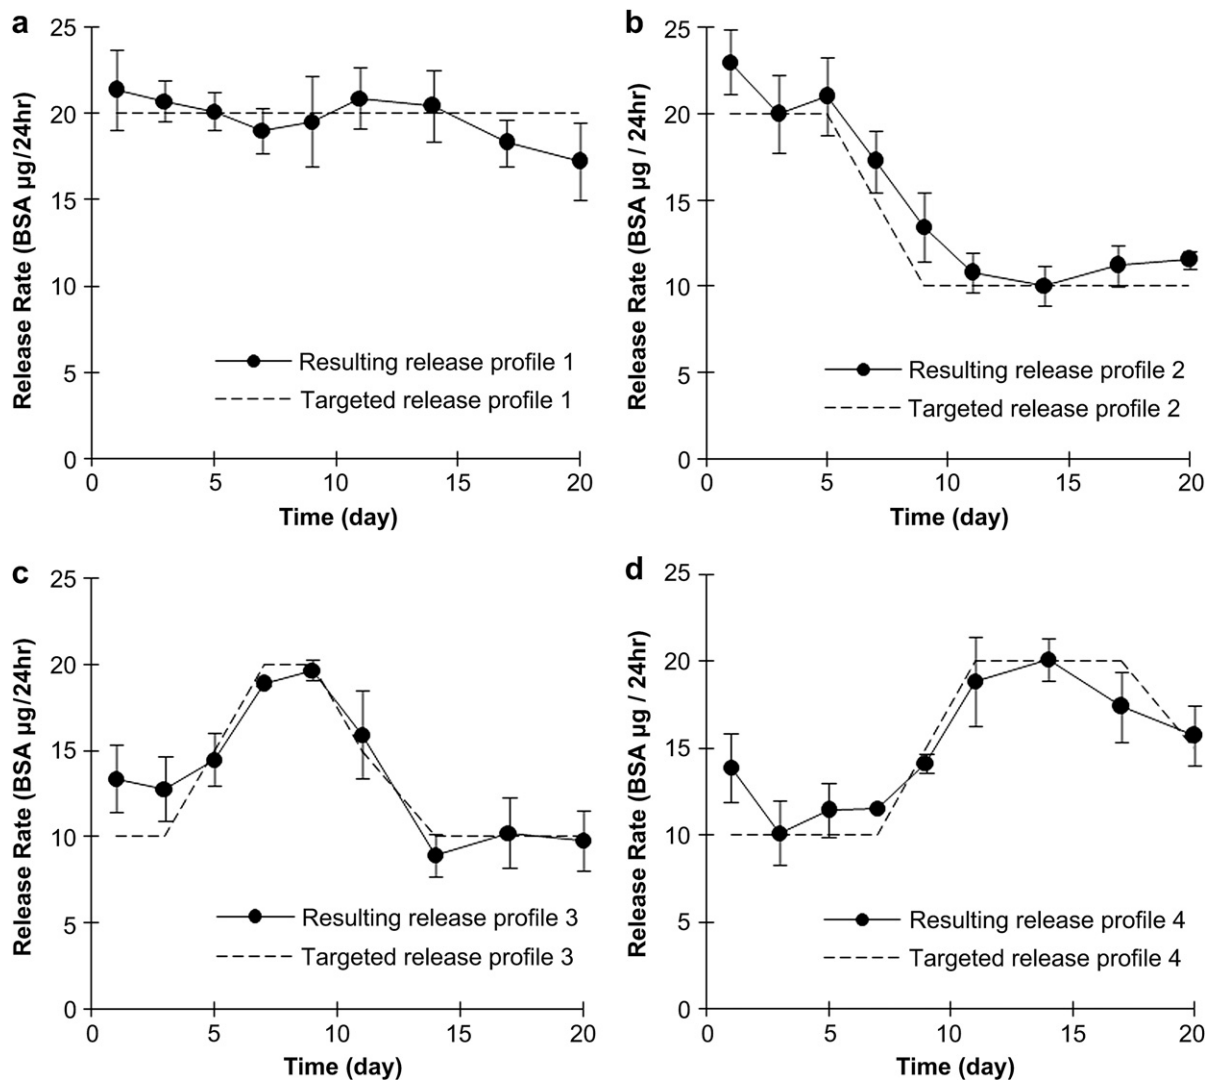 a
25
20
15
10
5
0
Release Rate (BSA µg/24hr)
Resulting release profile 1
Targeted release profile 1
0 5 10 15 20
Time (day)
b
25
20
15
10
5
0
Release Rate (BSA µg / 24hr)
Resulting release profile 2
Targeted release profile 2
0 5 10 15 20
Time (day)
c
25
20
15
10
5
0
Release Rate (BSA µg/24hr)
Resulting release profile 3
Targeted release profile 3
0 5 10 15 20
Time (day)
d
25
20
15
10
5
0
Release Rate (BSA µg / 24hr)
Resulting release profile 4
Targeted release profile 4
0 5 10 15 20
Time (day)